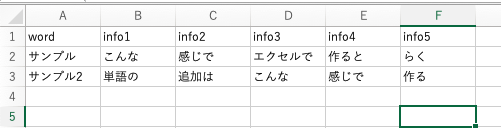 A B C D E F
1 word info1 info2 info3 info4 info5
2 サンプル こんな 感じで エクセルで 作ると らく
3 サンプル2 単語の 追加は こんな 感じで 作る
4
5